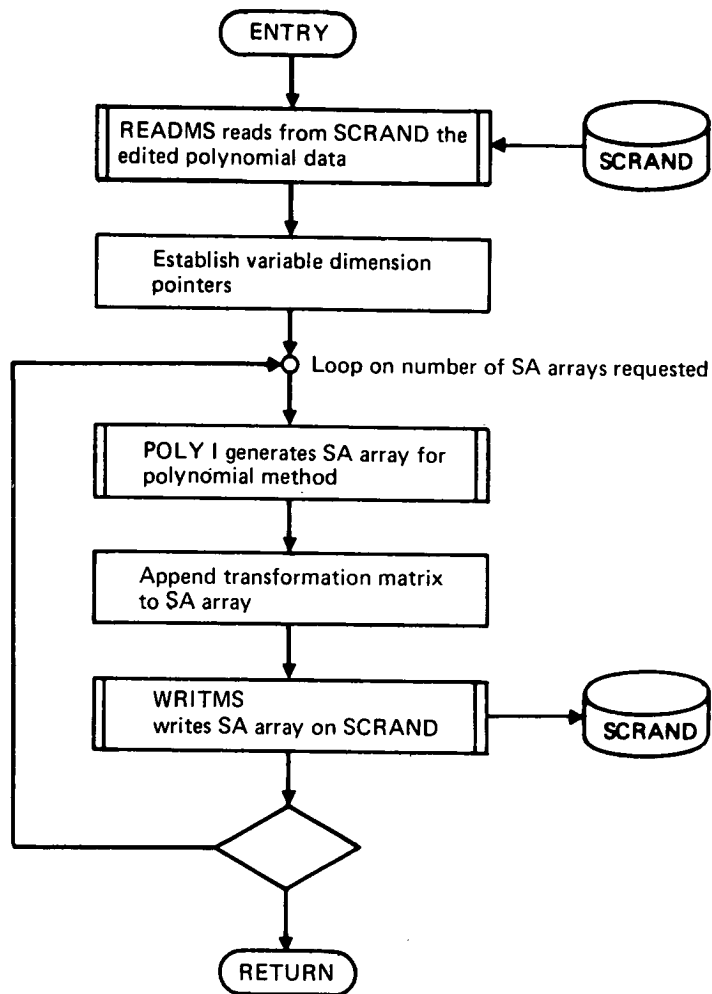 ENTRY
READMS reads from SCRAND the
edited polynomial data
SCRAND
Establish variable dimension
pointers
Loop on number of SA arrays requested
POLY I generates SA array for
polynomial method
Append transformation matrix
to SA array
WRITMS
writes SA array on SCRAND
SCRAND
RETURN